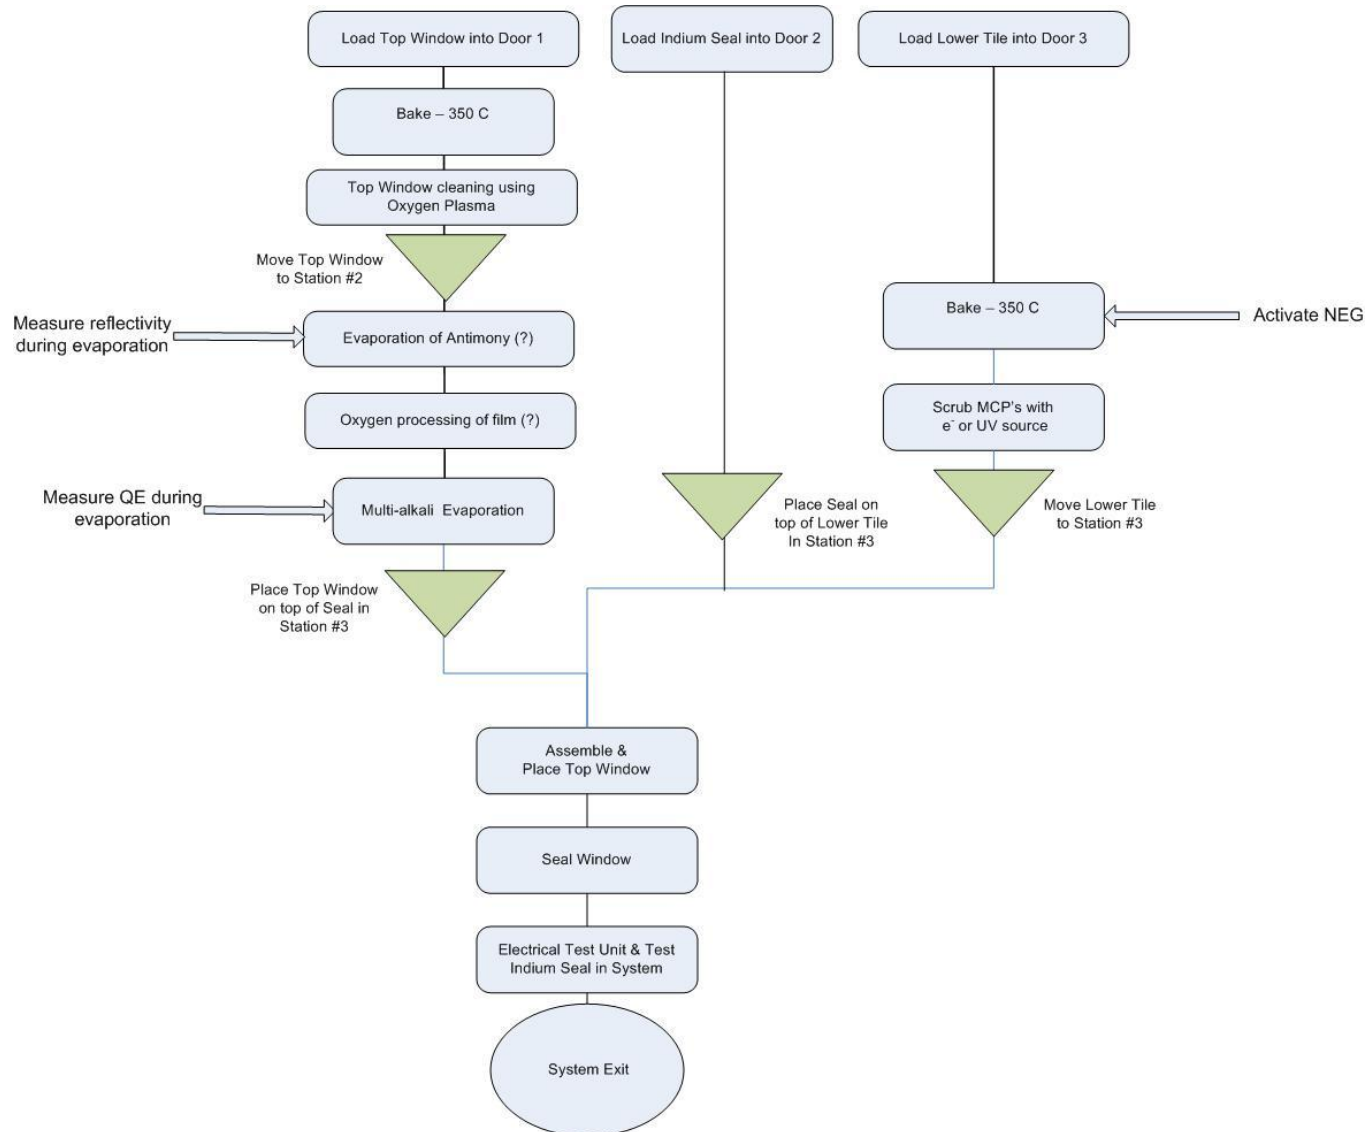 Load Top Window into Door 1
Load Indium Seal into Door 2
Load Lower Tile into Door 3
Bake – 350 C
Top Window cleaning using
Oxygen Plasma
Move Top Window
to Station #2
Measure reflectivity
during evaporation
Evaporation of Antimony (?)
Bake – 350 C
Activate NEG
Oxygen processing of film (?)
Scrub MCP's with
e⁻ or UV source
Measure QE during
evaporation
Multi-alkali Evaporation
Place Seal on
top of Lower Tile
In Station #3
Move Lower Tile
to Station #3
Place Top Window
on top of Seal in
Station #3
Assemble &
Place Top Window
Seal Window
Electrical Test Unit & Test
Indium Seal in System
System Exit